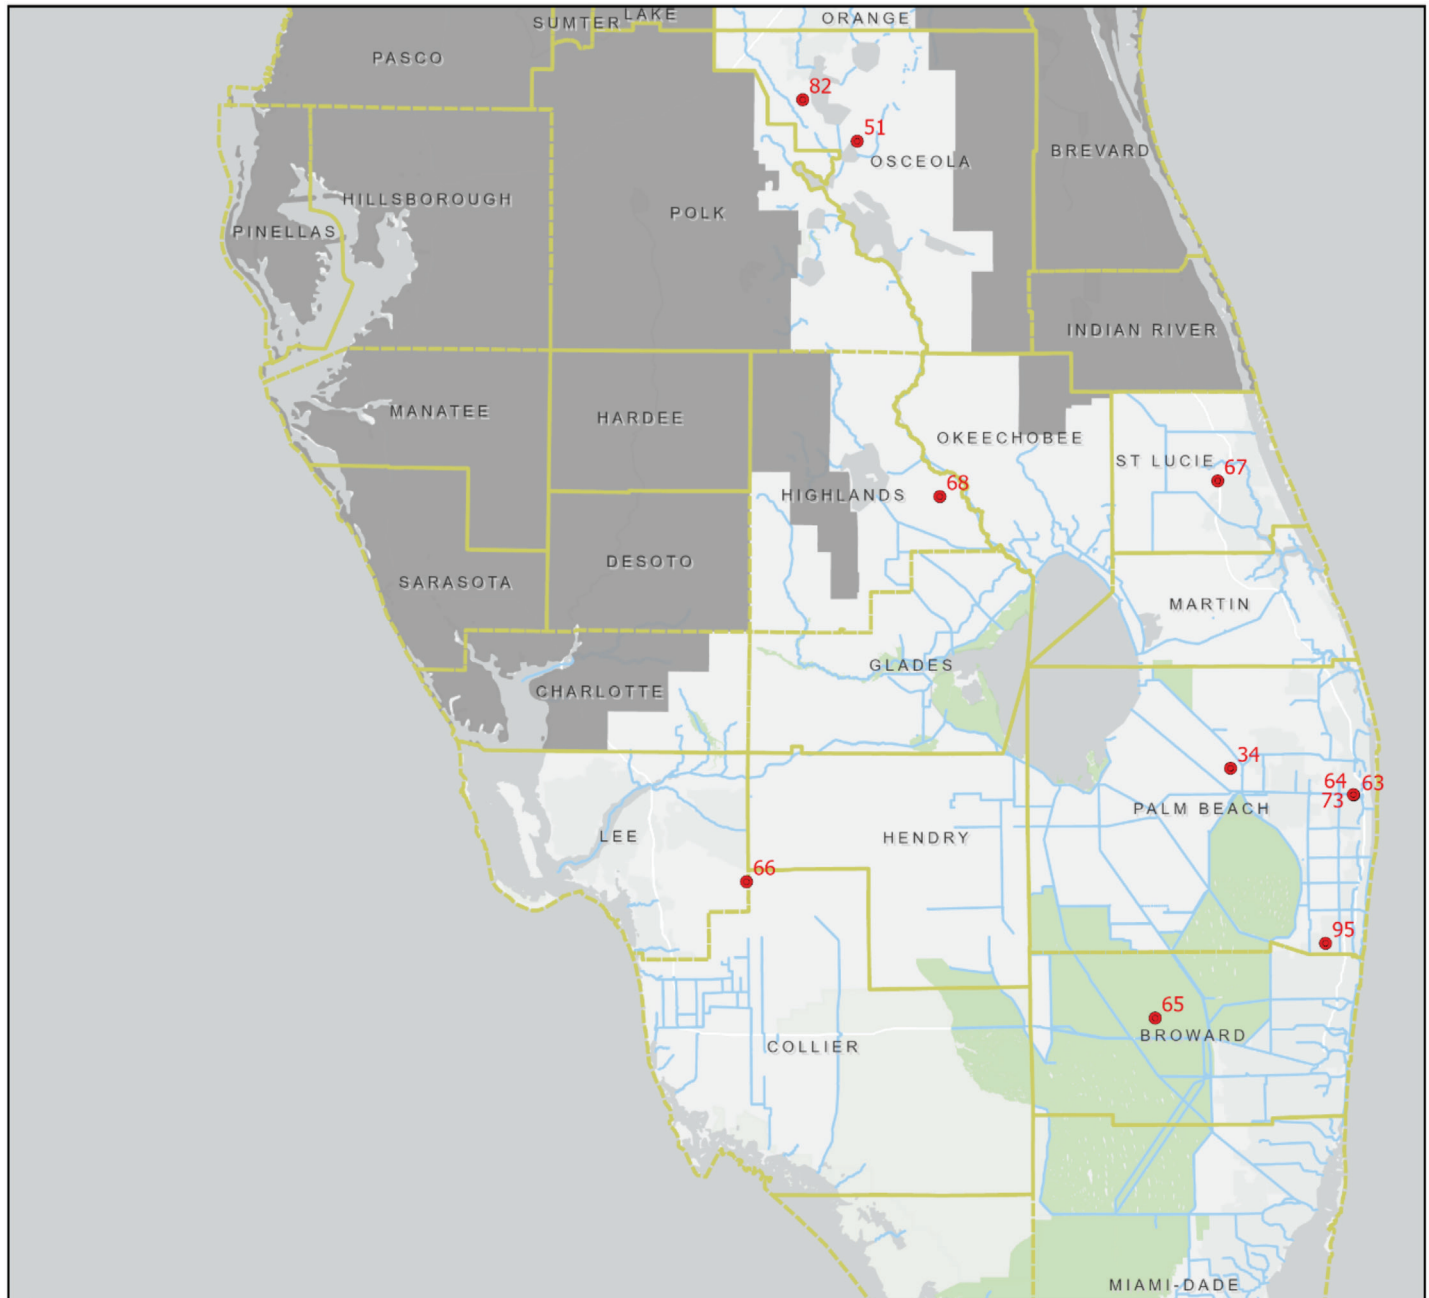 LAKE
SUMTER
ORANGE
PASCO
82
51
OSCEOLA
BREVARD
HILLSBOROUGH
POLK
PINELLAS
INDIAN RIVER
MANATEE
HARDEE
OKEECHOBEE
ST LUCIE
67
68
HIGHLANDS
DESOTO
SARASOTA
MARTIN
GLADES
CHARLOTTE
34
64 63
73
PALM BEACH
LEE
HENDRY
66
95
65
BROWARD
COLLIER
MIAMI-DADE